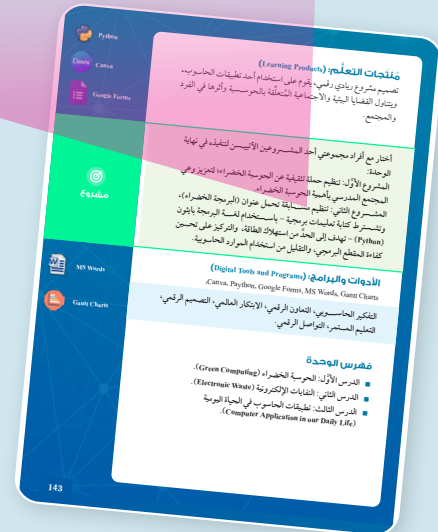 Python
Canva
Canva
Google Forms
مُنتَجات التعلُّم: (Learning Products)
تصميم مشروع ريادي رقمي، يقوم على استخدام أحد تطبيقات الحاسوب،
ويتناول القضايا البيئية والاجتماعية المُتعلِّقة بالحوسبة وأثرها في الفرد
والمجتمع.
مشروع
أختار مع أفراد مجموعتي أحد المشروعين الآتيين لتنفيذه في نهاية
الوحدة:
المشروع الأوَّل: تنظيم حملة تثقيفية عن الحوسبة الخضراء؛ لتعزيز وعي
المجتمع المدرسي بأهمية الحوسبة الخضراء.
المشروع الثاني: تنظيم مسابقة تحمل عنوان (البرمجة الخضراء)،
وتشترط كتابة تعليمات برمجية - باستخدام لغة البرمجة بايثون
(Python) - تهدف إلى الحدِّ من استهلاك الطاقة، والتركيز على تحسين
كفاءة المقطع البرمجي، والتقليل من استخدام الموارد الحاسوبية.
MS Words
Gantt Charts
الأدوات والبرامج: (Digital Tools and Programs)
Canva, Paython, Google Forms, MS Words, Gantt Charts.
التفكير الحاسوبي، التعاون الرقمي، الابتكار العالمي، التصميم الرقمي،
التعليم المستمر، التواصل الرقمي.
فهرس الوحدة
■ الدرس الأوَّل: الحوسبة الخضراء (Green Computing).
■ الدرس الثاني: النفايات الإلكترونية (Electronic Waste).
■ الدرس الثالث: تطبيقات الحاسوب في الحياة اليومية
(Computer Application in our Daily Life).
143